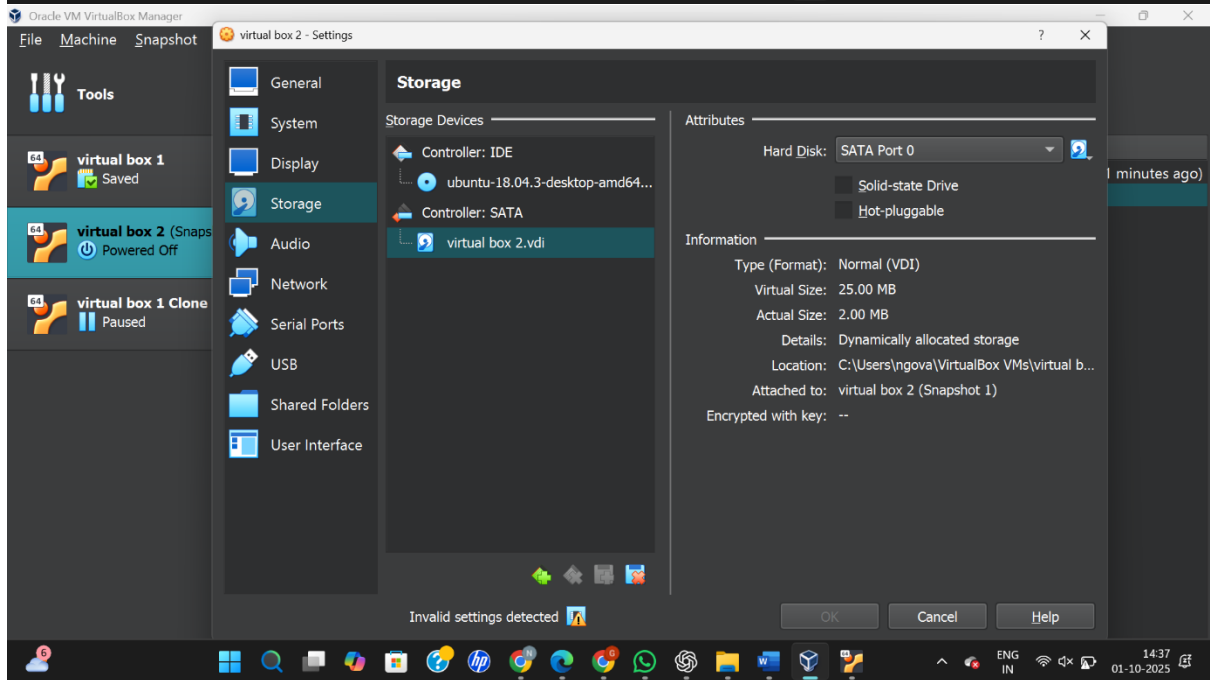 Oracle VM VirtualBox Manager
File Machine Snapshot
Tools
64
virtual box 1
Saved
64
virtual box 2 (Snaps
Powered Off
64
virtual box 1 Clone
Paused
virtual box 2 - Settings
?
General
System
Display
Storage
Audio
Network
Serial Ports
USB
Shared Folders
User Interface
Storage
Storage Devices
Controller: IDE
ubuntu-18.04.3-desktop-amd64...
Controller: SATA
virtual box 2.vdi
Attributes
Hard Disk: SATA Port 0
Solid-state Drive
Hot-pluggable
Information
Type (Format): Normal (VDI)
Virtual Size: 25.00 MB
Actual Size: 2.00 MB
Details: Dynamically allocated storage
Location: C:\Users\ngova\VirtualBox VMs\virtual b...
Attached to: virtual box 2 (Snapshot 1)
Encrypted with key: --
minutes ago)
Invalid settings detected
OK Cancel Help
6
hp
N
G
W
ENG
IN
14:37
01-10-2025